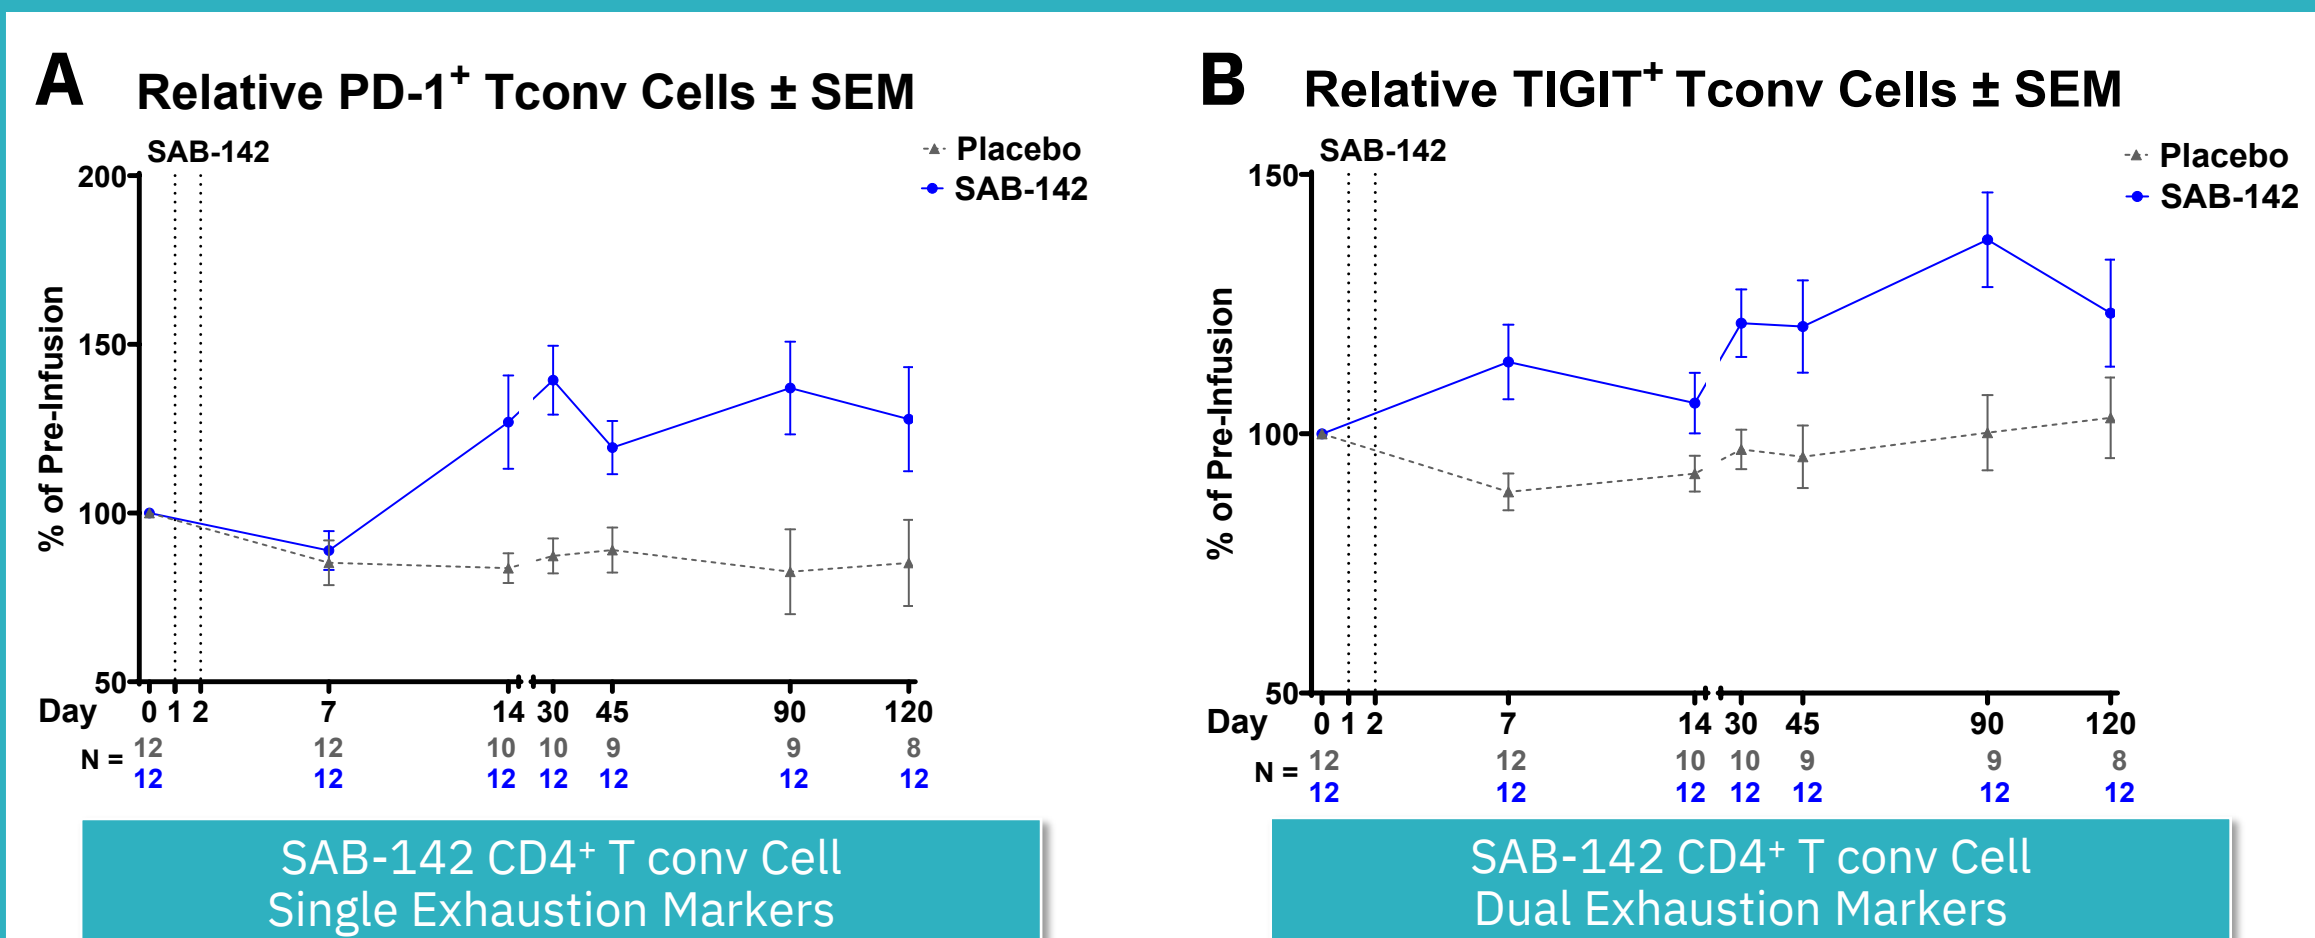 A Relative PD-1+ Tconv Cells ± SEM
SAB-142
Placebo
SAB-142
200
150
100
50
% of Pre-Infusion
Day 0 1 2 7 14 30 45 90 120
N = 12 12 10 10 9 9 8
12 12 12 12 12 12 12
SAB-142 CD4+ T conv Cell
Single Exhaustion Markers
B Relative TIGIT+ Tconv Cells ± SEM
SAB-142
Placebo
SAB-142
150
100
50
% of Pre-Infusion
Day 0 1 2 7 14 30 45 90 120
N = 12 12 10 10 9 9 8
12 12 12 12 12 12 12
SAB-142 CD4+ T conv Cell
Dual Exhaustion Markers